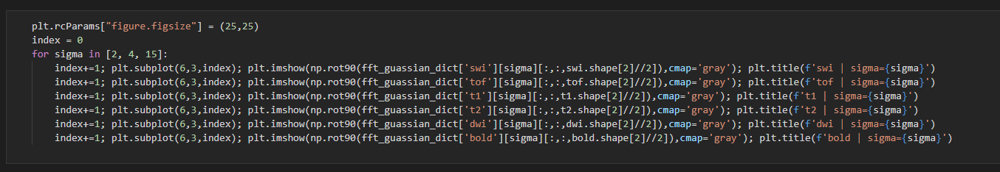 plt.rcParams["figure.figsize"] = (25,25)
index = 0
for sigma in [2, 4, 15]:
    index+=1; plt.subplot(6,3,index); plt.imshow(np.rot90(fft_guassian_dict['swi'][sigma][:,:,swi.shape[2]//2]),cmap='gray'); plt.title(f'swi | sigma={sigma}')
    index+=1; plt.subplot(6,3,index); plt.imshow(np.rot90(fft_guassian_dict['tof'][sigma][:,:,tof.shape[2]//2]),cmap='gray'); plt.title(f'tof | sigma={sigma}')
    index+=1; plt.subplot(6,3,index); plt.imshow(np.rot90(fft_guassian_dict['t1'][sigma][:,:,t1.shape[2]//2]),cmap='gray'); plt.title(f't1 | sigma={sigma}')
    index+=1; plt.subplot(6,3,index); plt.imshow(np.rot90(fft_guassian_dict['t2'][sigma][:,:,t2.shape[2]//2]),cmap='gray'); plt.title(f't2 | sigma={sigma}')
    index+=1; plt.subplot(6,3,index); plt.imshow(np.rot90(fft_guassian_dict['dwi'][sigma][:,:,dwi.shape[2]//2]),cmap='gray'); plt.title(f'dwi | sigma={sigma}')
    index+=1; plt.subplot(6,3,index); plt.imshow(np.rot90(fft_guassian_dict['bold'][sigma][:,:,bold.shape[2]//2]),cmap='gray'); plt.title(f'bold | sigma={sigma}')